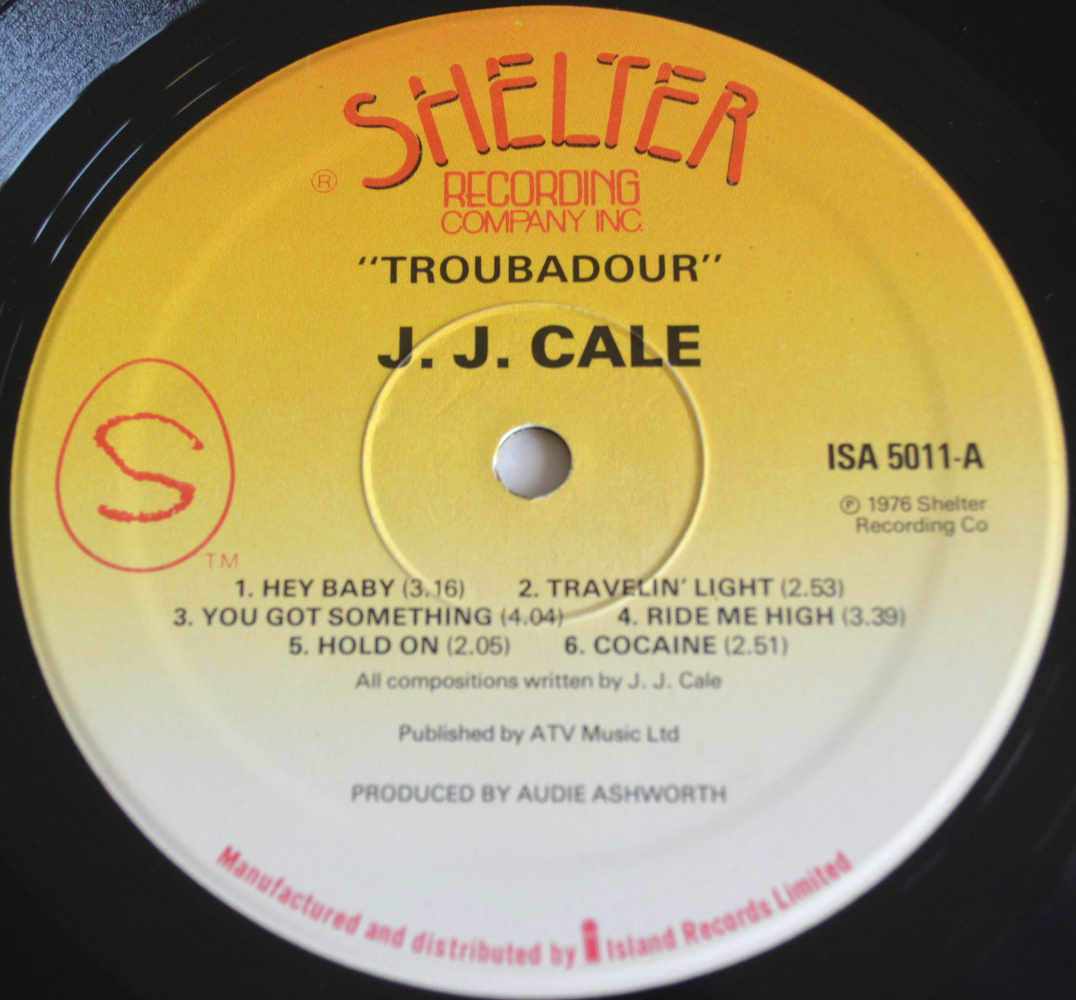 SHELTER
®
RECORDING
COMPANY INC.
"TROUBADOUR"
J. J. CALE
S
TM
ISA 5011-A
℗ 1976 Shelter
Recording Co
1. HEY BABY (3.16) 2. TRAVELIN' LIGHT (2.53)
3. YOU GOT SOMETHING (4.04) 4. RIDE ME HIGH (3.39)
5. HOLD ON (2.05) 6. COCAINE (2.51)
All compositions written by J. J. Cale
Published by ATV Music Ltd
PRODUCED BY AUDIE ASHWORTH
Manufactured and distributed by i Island Records Limited